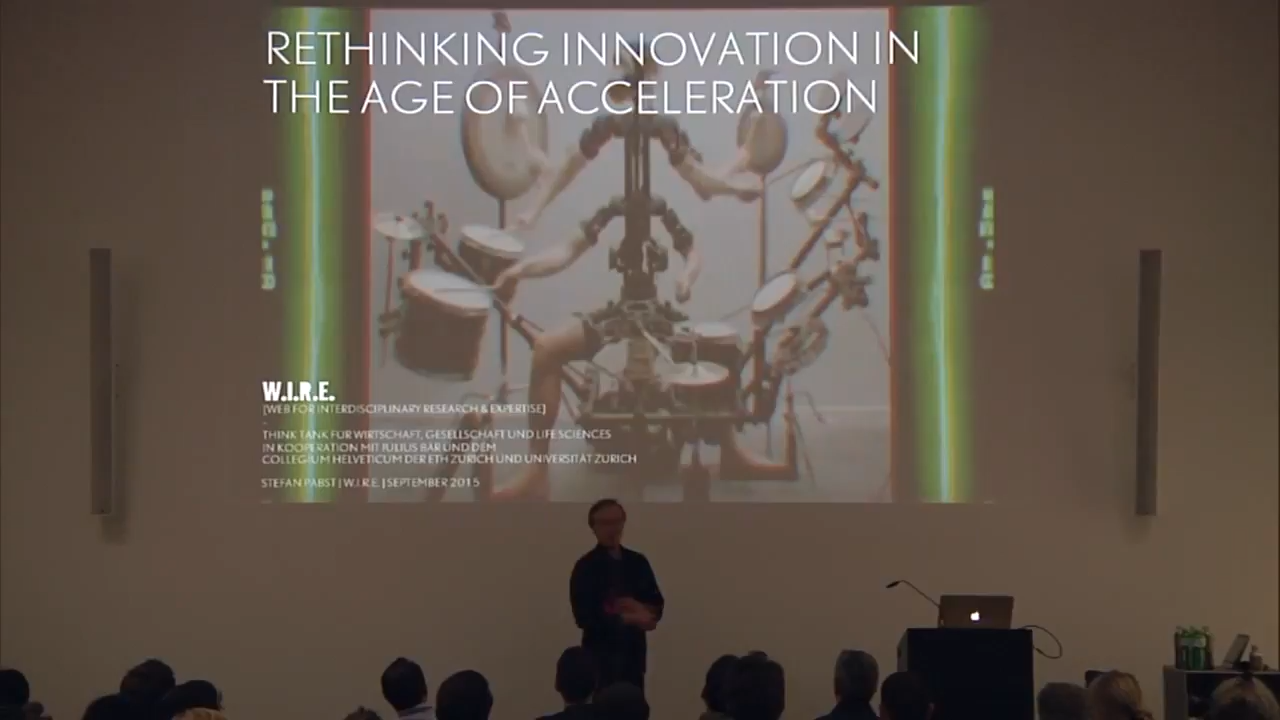 RETHINKING INNOVATION IN
THE AGE OF ACCELERATION
W.I.R.E.
[WEB FOR INTERDISCIPLINARY RESEARCH & EXPERTISE]
THINK TANK FÜR WIRTSCHAFT, GESELLSCHAFT UND LIFE SCIENCES
IN KOOPERATION MIT JULIUS BÄR UND DEM
COLLEGIUM HELVETICUM DER ETH ZÜRICH UND UNIVERSITÄT ZÜRICH
STEFAN PABST | W.I.R.E. | SEPTEMBER 2015